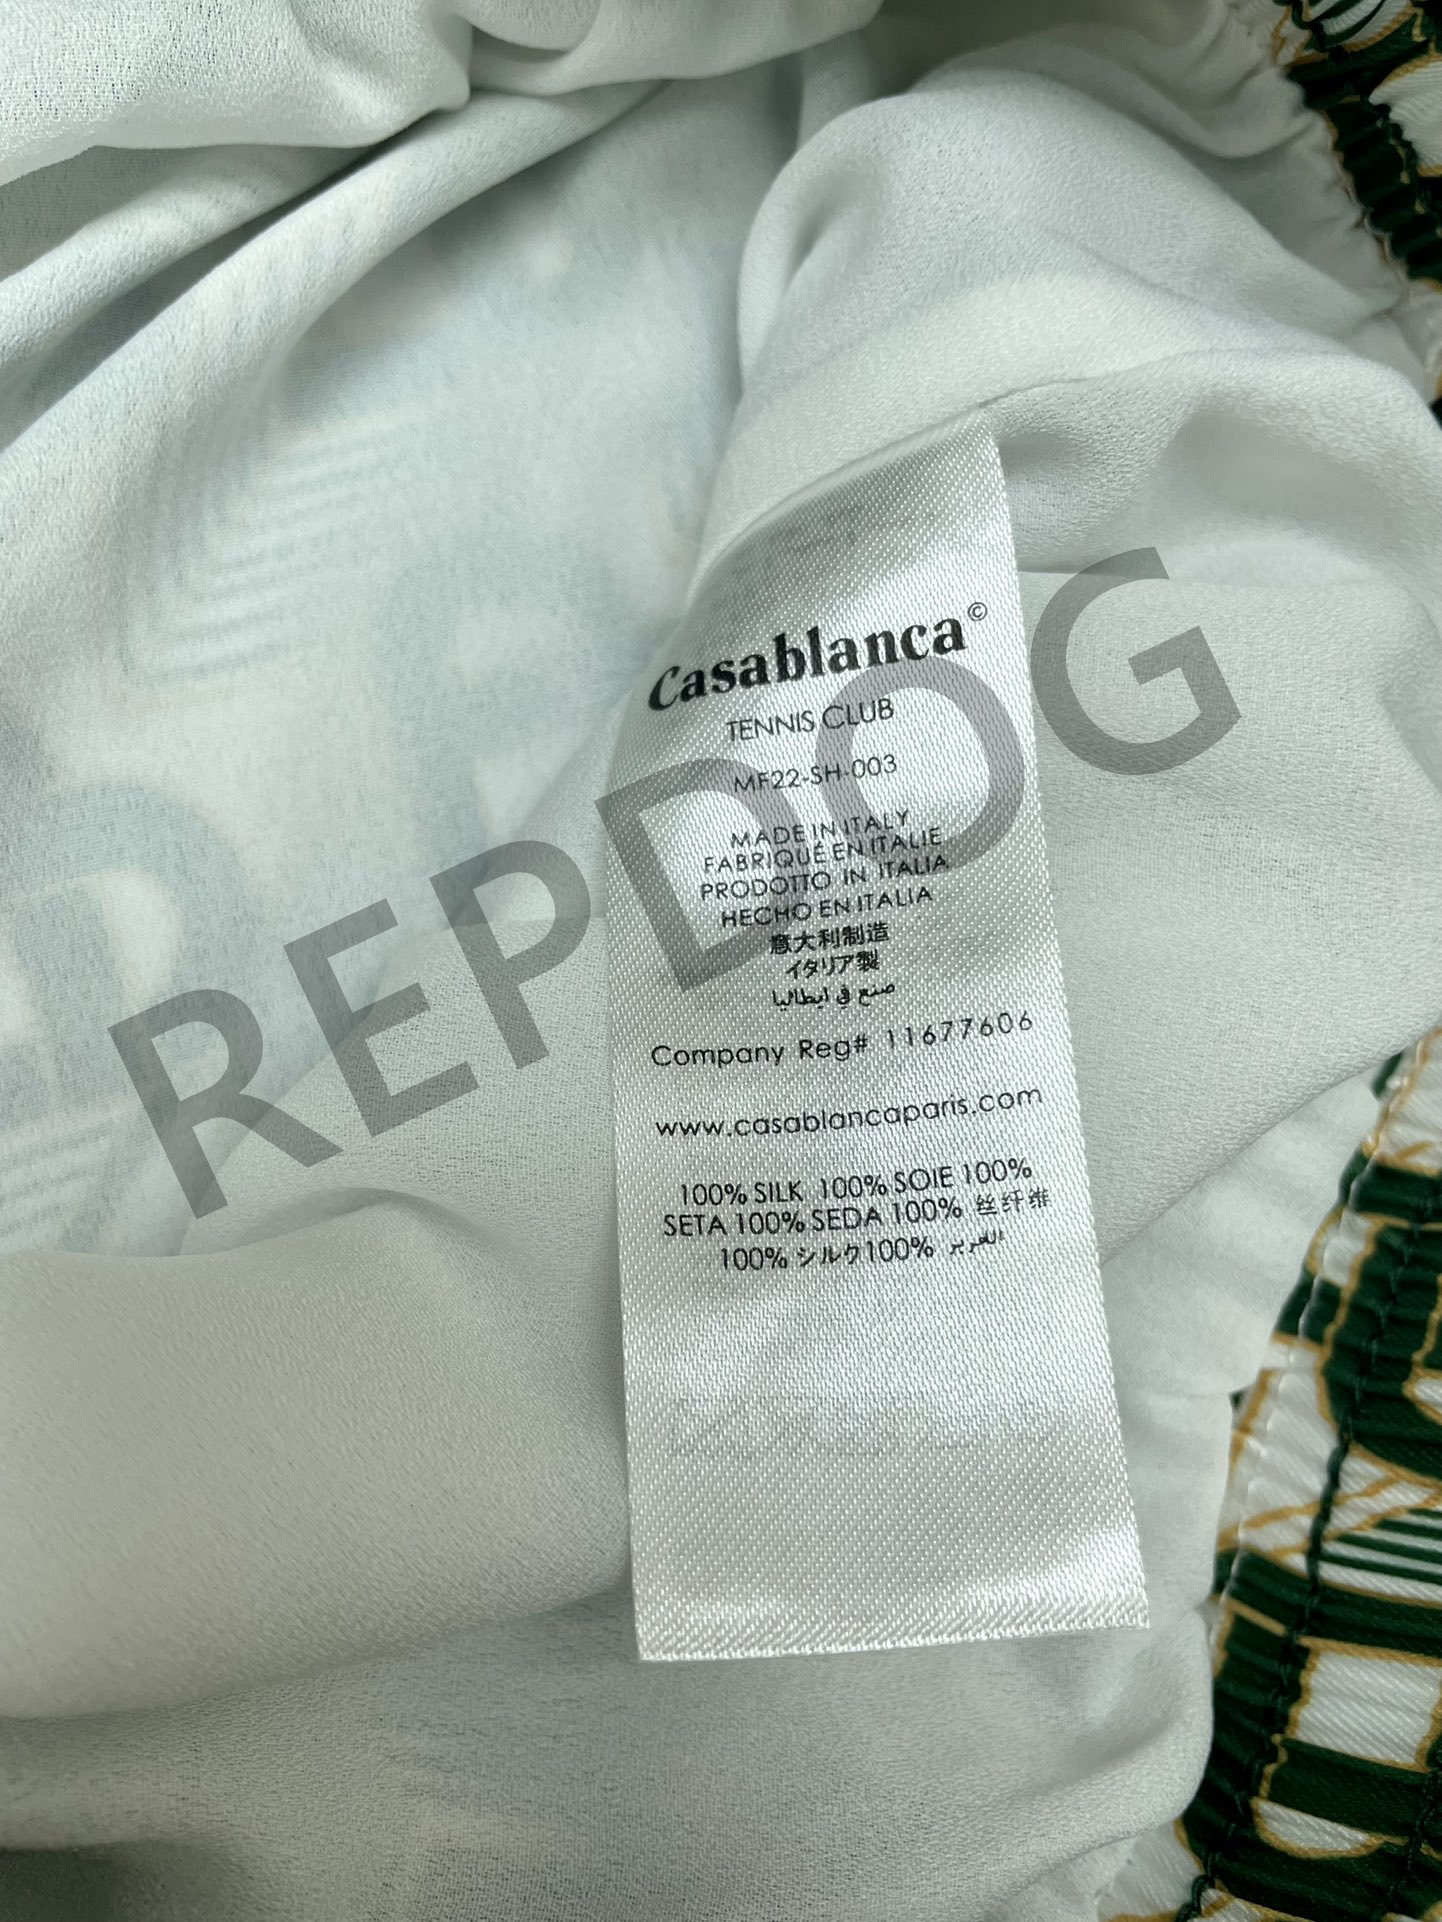 Casablanca©
TENNIS CLUB
MF22-SH-003
MADE IN ITALY
FABRIQUÉ EN ITALIE
PRODOTTO IN ITALIA
HECHO EN ITALIA
意大利制造
イタリア製
صنع في ايطاليا
Company Reg# 11677606
www.casablancaparis.com
100% SILK 100% SOIE 100%
SETA 100% SEDA 100% 丝纤维
100% シルク100% الحرير
REPDOG